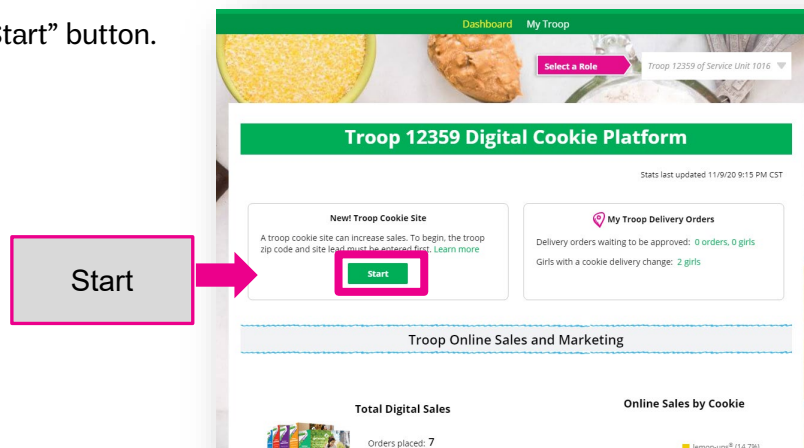 Start” button.
Dashboard My Troop
Select a Role
Troop 12359 of Service Unit 1016
Troop 12359 Digital Cookie Platform
Stats last updated 11/9/20 9:15 PM CST
New! Troop Cookie Site
A troop cookie site can increase sales. To begin, the troop
zip code and site lead must be entered first. Learn more
Start
My Troop Delivery Orders
Delivery orders waiting to be approved: 0 orders, 0 girls
Girls with a cookie delivery change: 2 girls
Start
Troop Online Sales and Marketing
Total Digital Sales
Orders placed: 7
Online Sales by Cookie
lemon-ups® (14.7%)